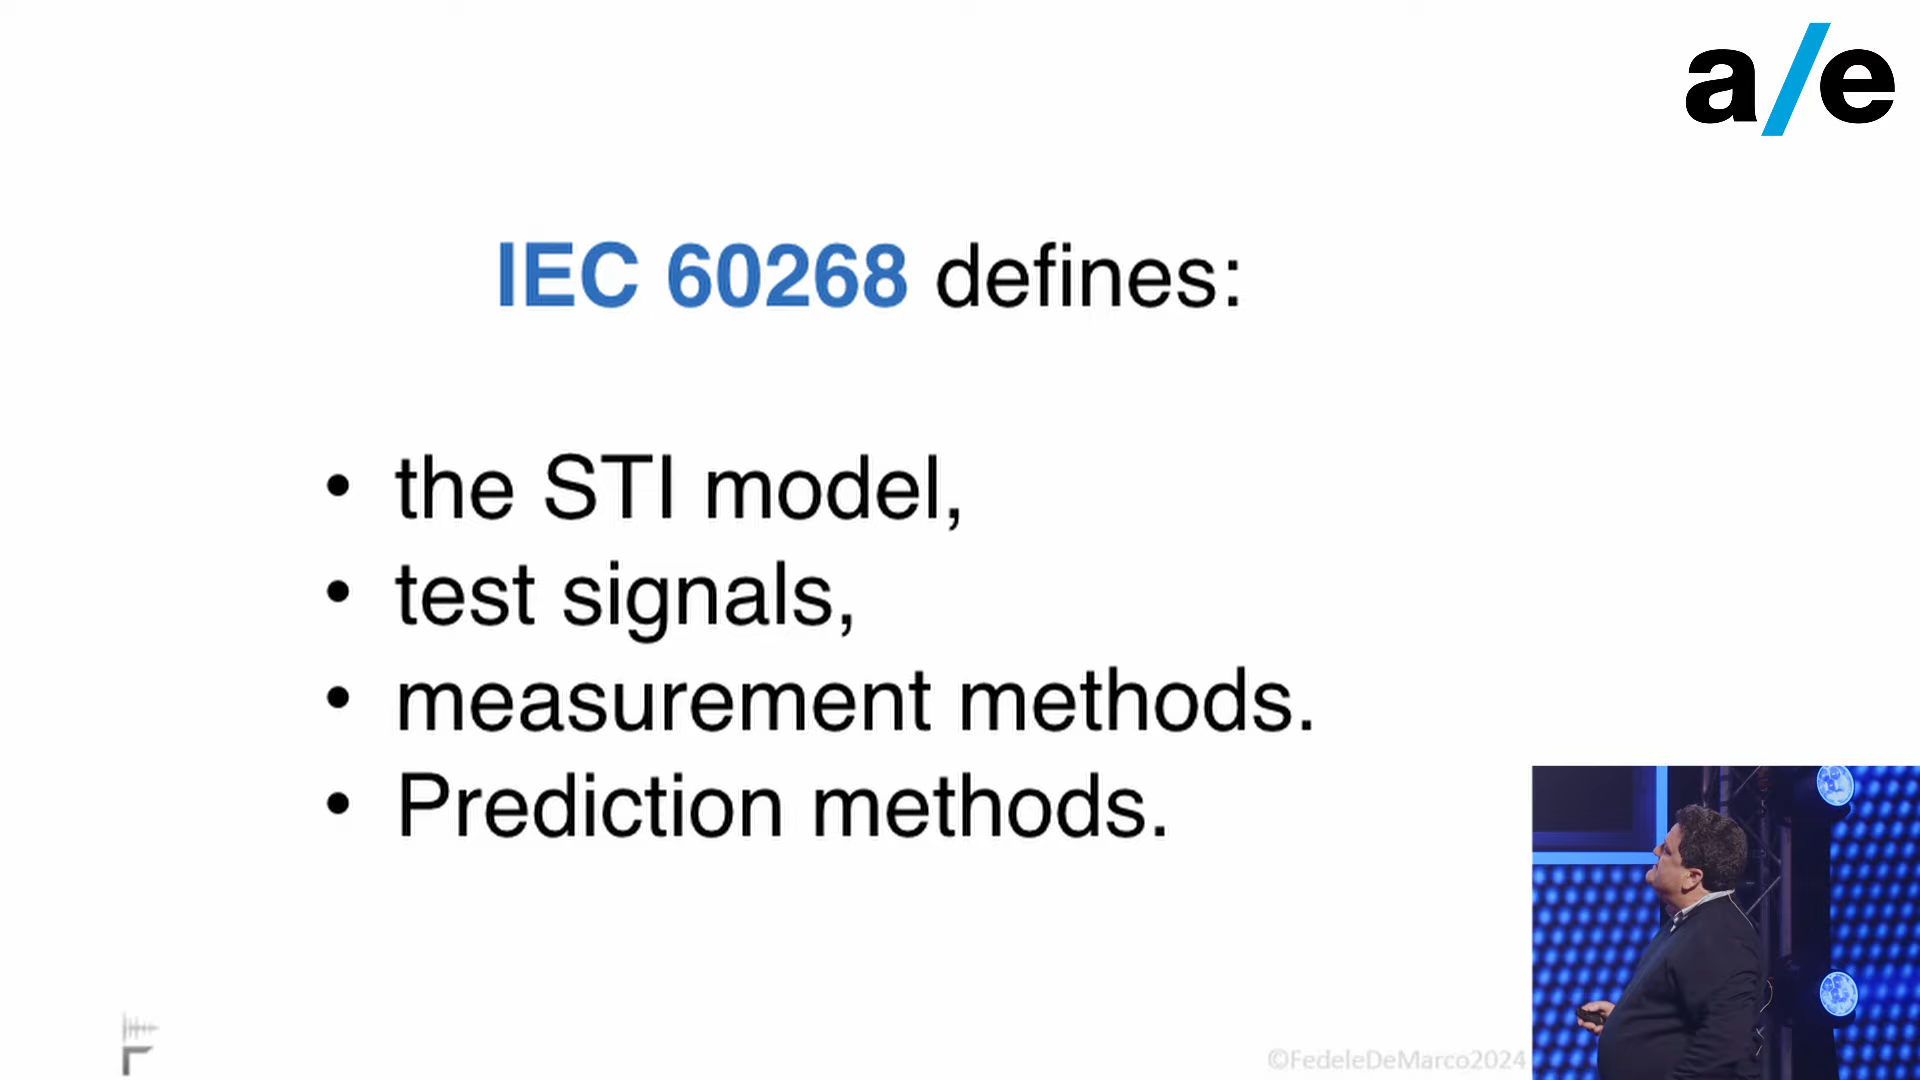 a/e
IEC 60268 defines:
• the STI model,
• test signals,
• measurement methods.
• Prediction methods.
©FedeleDeMarco2024